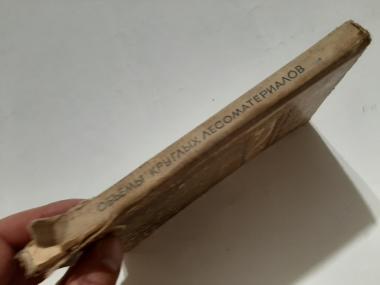 ОБЪЕМЫ КРУГЛЫХ ЛЕСОМАТЕРИАЛОВ